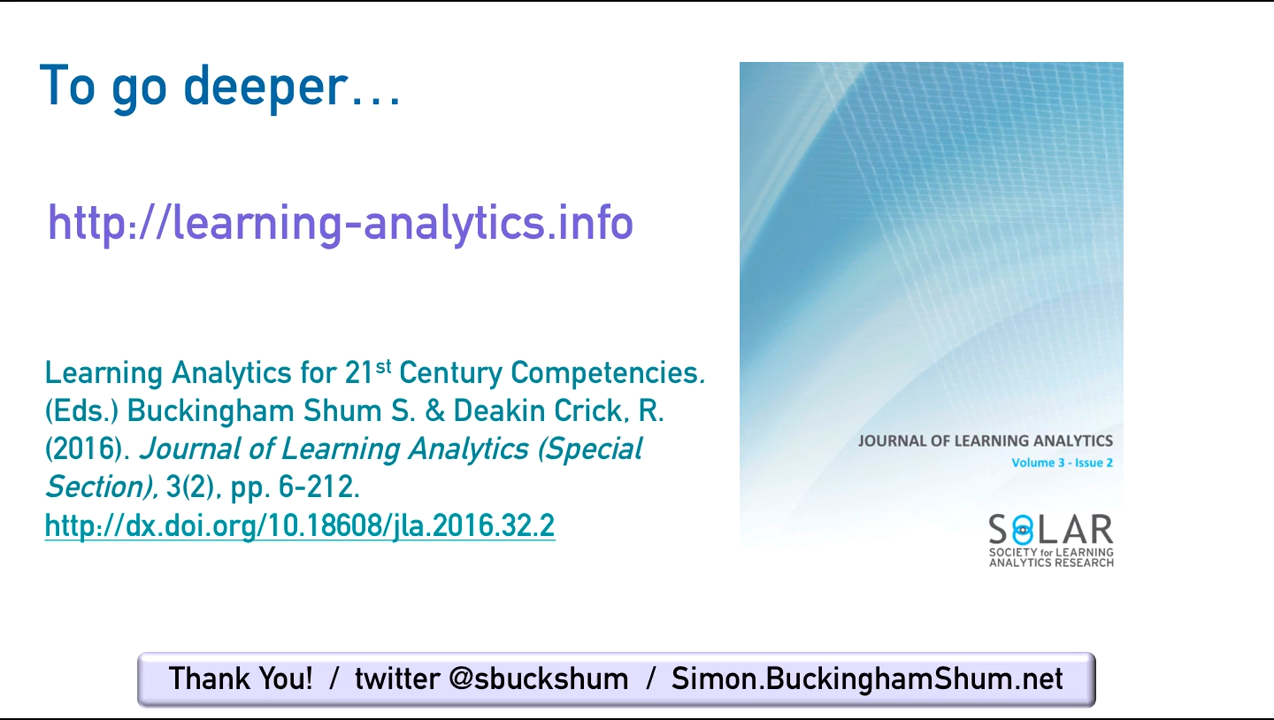 To go deeper…
http://learning-analytics.info
Learning Analytics for 21st Century Competencies.
(Eds.) Buckingham Shum S. & Deakin Crick, R.
(2016). Journal of Learning Analytics (Special
Section), 3(2), pp. 6-212.
http://dx.doi.org/10.18608/jla.2016.32.2
JOURNAL OF LEARNING ANALYTICS
Volume 3 - Issue 2
SOLAR
SOCIETY for LEARNING
ANALYTICS RESEARCH
Thank You! / twitter @sbuckshum / Simon.BuckinghamShum.net